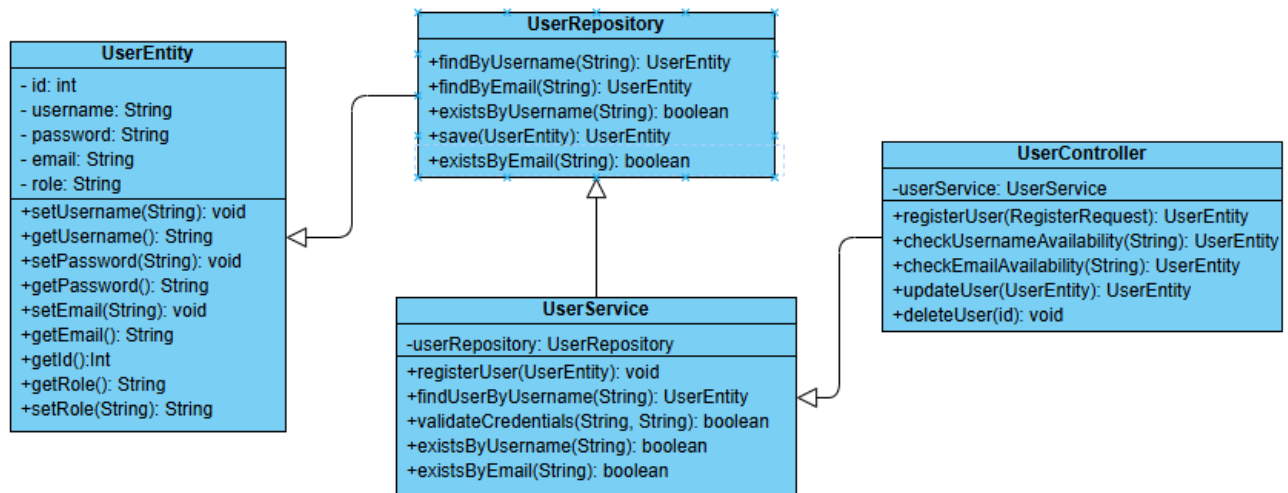 UserEntity
- id: int
- username: String
- password: String
- email: String
- role: String
+setUsername(String): void
+getUsername(): String
+setPassword(String): void
+getPassword(): String
+setEmail(String): void
+getEmail(): String
+getId():Int
+getRole(): String
+setRole(String): String
UserRepository
+findByUsername(String): UserEntity
+findByEmail(String): UserEntity
+existsByUsername(String): boolean
+save(UserEntity): UserEntity
+existsByEmail(String): boolean
UserService
-userRepository: UserRepository
+registerUser(UserEntity): void
+findUserByUsername(String): UserEntity
+validateCredentials(String, String): boolean
+existsByUsername(String): boolean
+existsByEmail(String): boolean
UserController
-userService: UserService
+registerUser(RegisterRequest): UserEntity
+checkUsernameAvailability(String): UserEntity
+checkEmailAvailability(String): UserEntity
+updateUser(UserEntity): UserEntity
+deleteUser(id): void